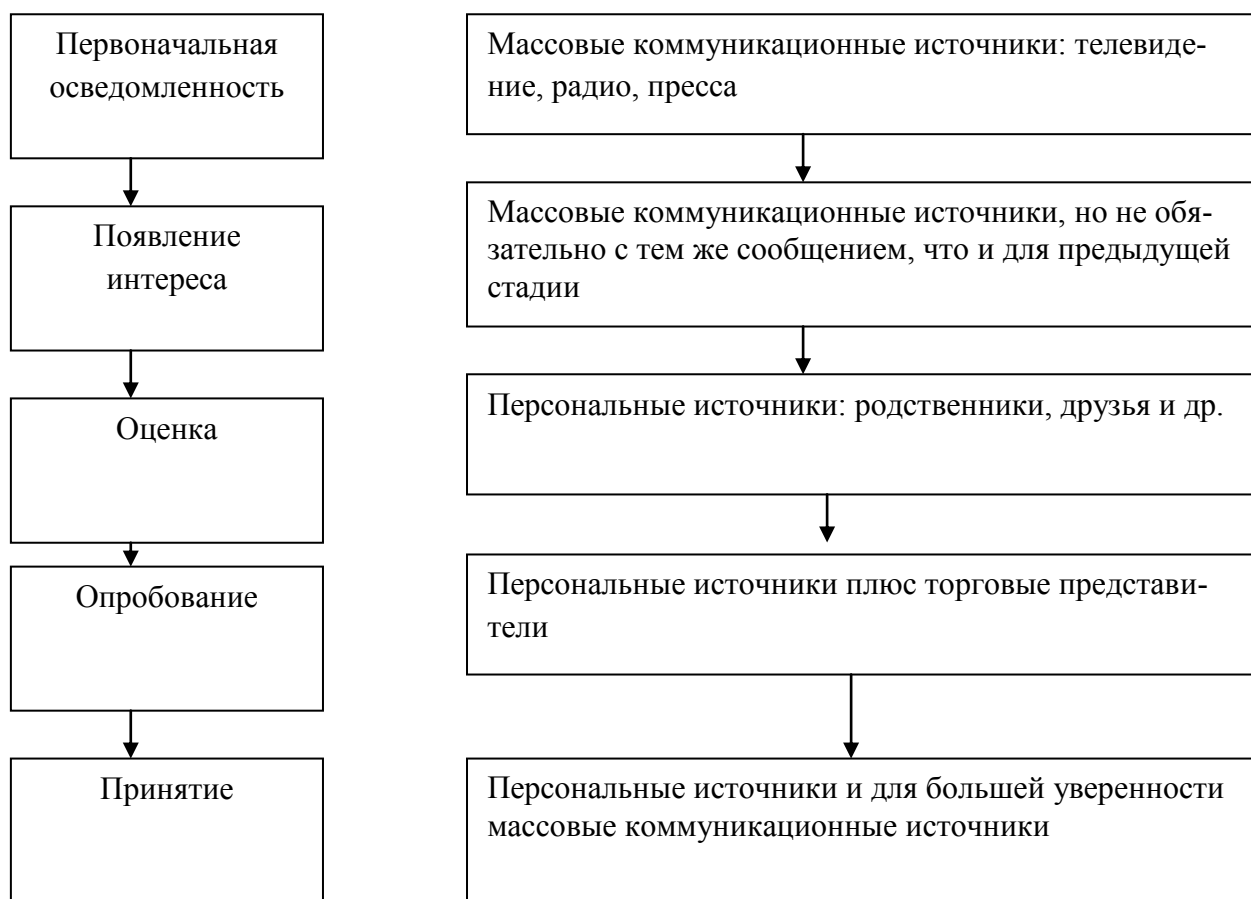 Первоначальная
осведомленность
Массовые коммуникационные источники: телевиде-
ние, радио, пресса
Появление
интереса
Массовые коммуникационные источники, но не обя-
зательно с тем же сообщением, что и для предыдущей
стадии
Оценка
Персональные источники: родственники, друзья и др.
Опробование
Персональные источники плюс торговые представи-
тели
Принятие
Персональные источники и для большей уверенности
массовые коммуникационные источники